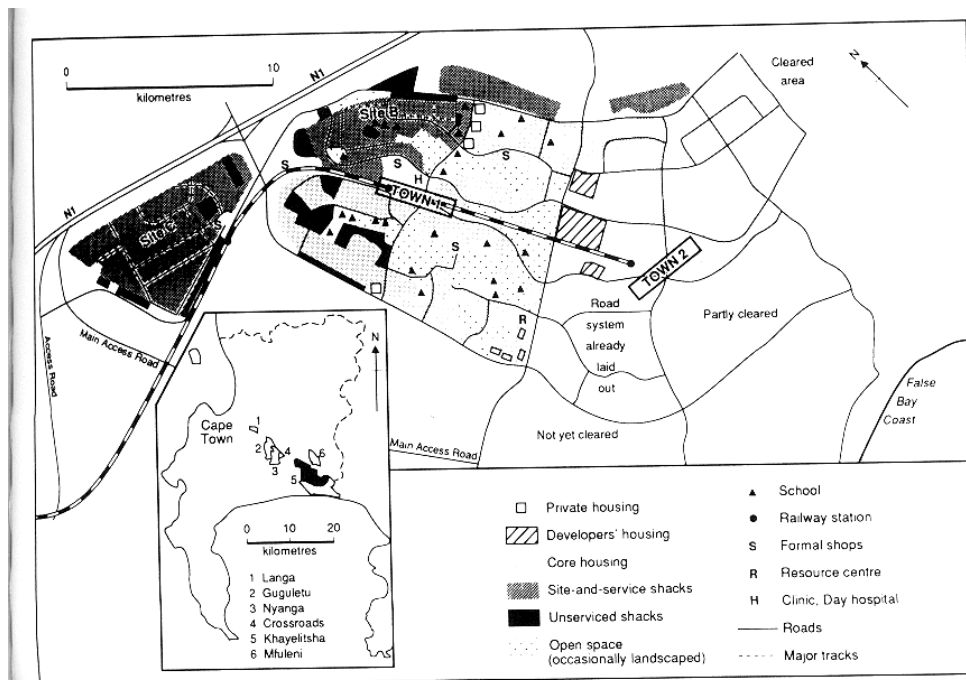 0 10
kilometres
N1
N
Cleared
area
Site B
S
S
S
H
TOWN 1
N1
Site C
S
S
TOWN 2
Road
system
already
laid
out
Partly cleared
R
Main Access Road
Access Road
False
Bay
Coast
Not yet cleared
Main Access Road
N
Cape
Town
1
2
4
3
6
5
0 10 20
kilometres
1 Langa
2 Guguletu
3 Nyanga
4 Crossroads
5 Khayelitsha
6 Mfuleni
Private housing
Developers' housing
Core housing
Site-and-service shacks
Unserviced shacks
Open space
(occasionally landscaped)
School
Railway station
S Formal shops
R Resource centre
H Clinic, Day hospital
Roads
Major tracks